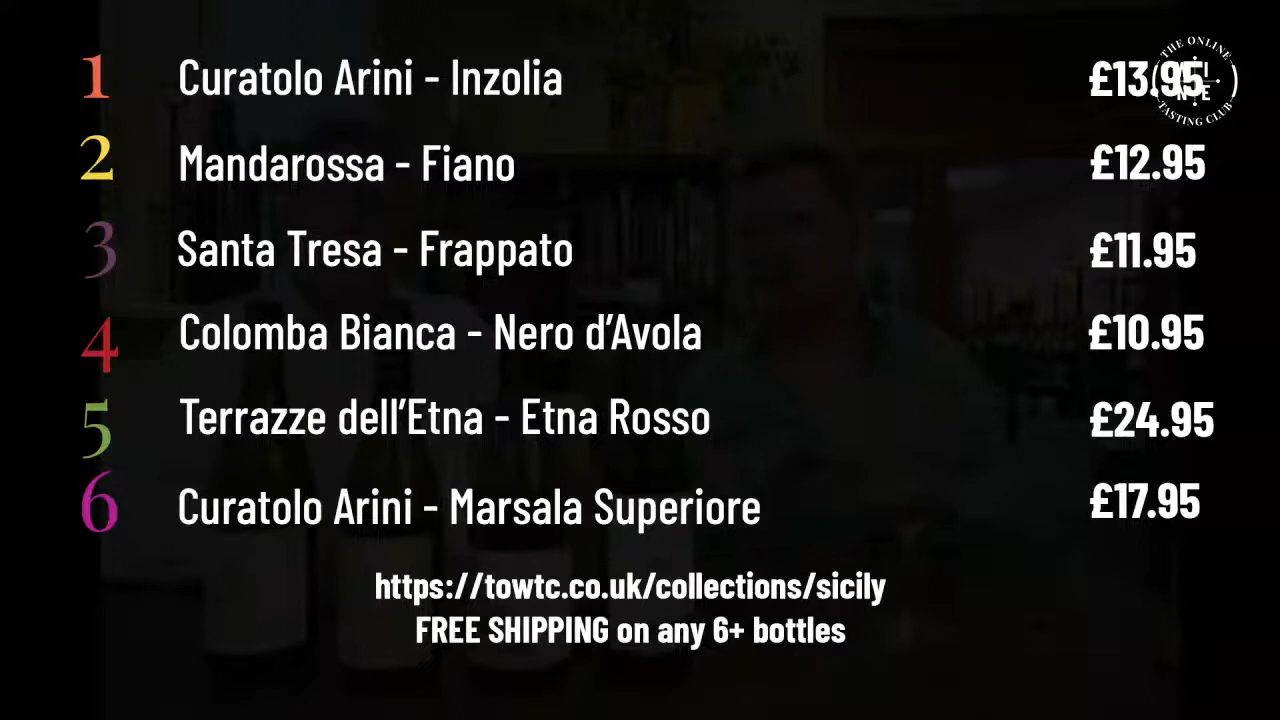 1 Curatolo Arini - Inzolia £13.95
2 Mandarossa - Fiano £12.95
3 Santa Tresa - Frappato £11.95
4 Colomba Bianca - Nero d’Avola £10.95
5 Terrazze dell’Etna - Etna Rosso £24.95
6 Curatolo Arini - Marsala Superiore £17.95
https://towtc.co.uk/collections/sicily
FREE SHIPPING on any 6+ bottles
THE ONLINE
TASTING CLUB